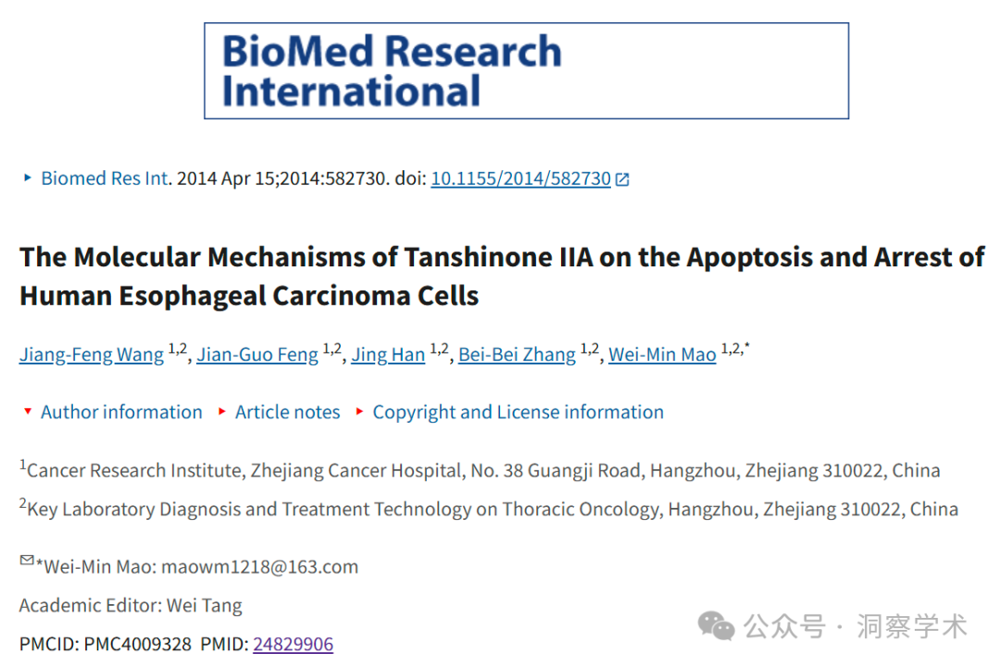 BioMed Research
International
Biomed Res Int. 2014 Apr 15;2014:582730. doi: 10.1155/2014/582730
The Molecular Mechanisms of Tanshinone IIA on the Apoptosis and Arrest of
Human Esophageal Carcinoma Cells
Jiang-Feng Wang 1,2, Jian-Guo Feng 1,2, Jing Han 1,2, Bei-Bei Zhang 1,2, Wei-Min Mao 1,2,*
Author information Article notes Copyright and License information
1Cancer Research Institute, Zhejiang Cancer Hospital, No. 38 Guangji Road, Hangzhou, Zhejiang 310022, China
2Key Laboratory Diagnosis and Treatment Technology on Thoracic Oncology, Hangzhou, Zhejiang 310022, China
*Wei-Min Mao: maowm1218@163.com
Academic Editor: Wei Tang
PMCID: PMC4009328 PMID: 24829906
公众号 · 洞察学术